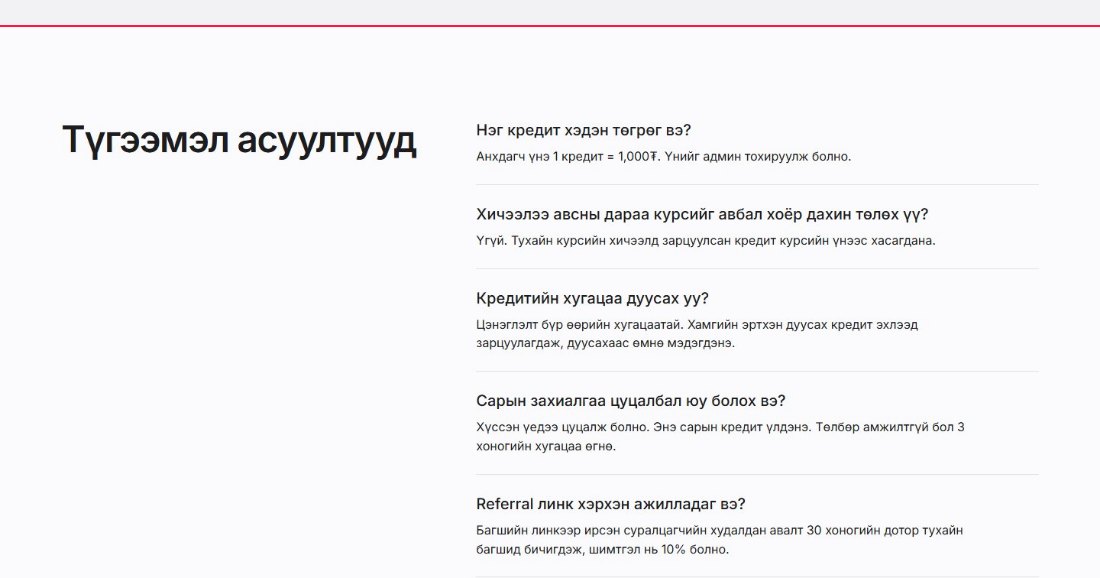 Түгээмэл асуултууд
Нэг кредит хэдэн төгрөг вэ?
Анхдагч үнэ 1 кредит = 1,000₮. Үнийг админ тохируулж болно.
Хичээлээ авсны дараа курсийг авбал хоёр дахин төлөх үү?
Үгүй. Тухайн курсийн хичээлд зарцуулсан кредит курсийн үнээс хасагдана.
Кредитийн хугацаа дуусах уу?
Цэнэглэлт бүр өөрийн хугацаатай. Хамгийн эртхэн дуусах кредит эхлээд
зарцуулагдаж, дуусахаас өмнө мэдэгдэнэ.
Сарын захиалгаа цуцалбал юу болох вэ?
Хүссэн үедээ цуцалж болно. Энэ сарын кредит үлдэнэ. Төлбөр амжилтгүй бол 3
хоногийн хугацаа өгнө.
Referral линк хэрхэн ажилладаг вэ?
Багшийн линкээр ирсэн суралцагчийн худалдан авалт 30 хоногийн дотор тухайн
багшид бичигдэж, шимтгэл нь 10% болно.